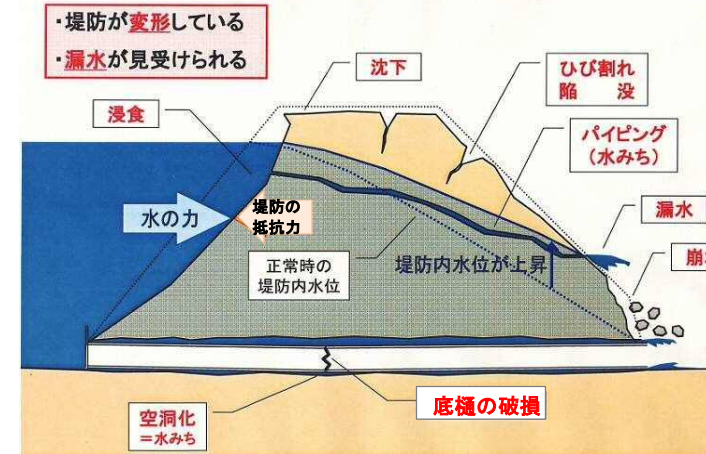 ・堤防が変形している
・漏水が見受けられる
沈下
ひび割れ
陥　没
浸食
パイピング
（水みち）
漏水
水の力
堤防の
抵抗力
正常時の
堤防内水位
堤防内水位が上昇
崩
底樋の破損
空洞化
＝水みち